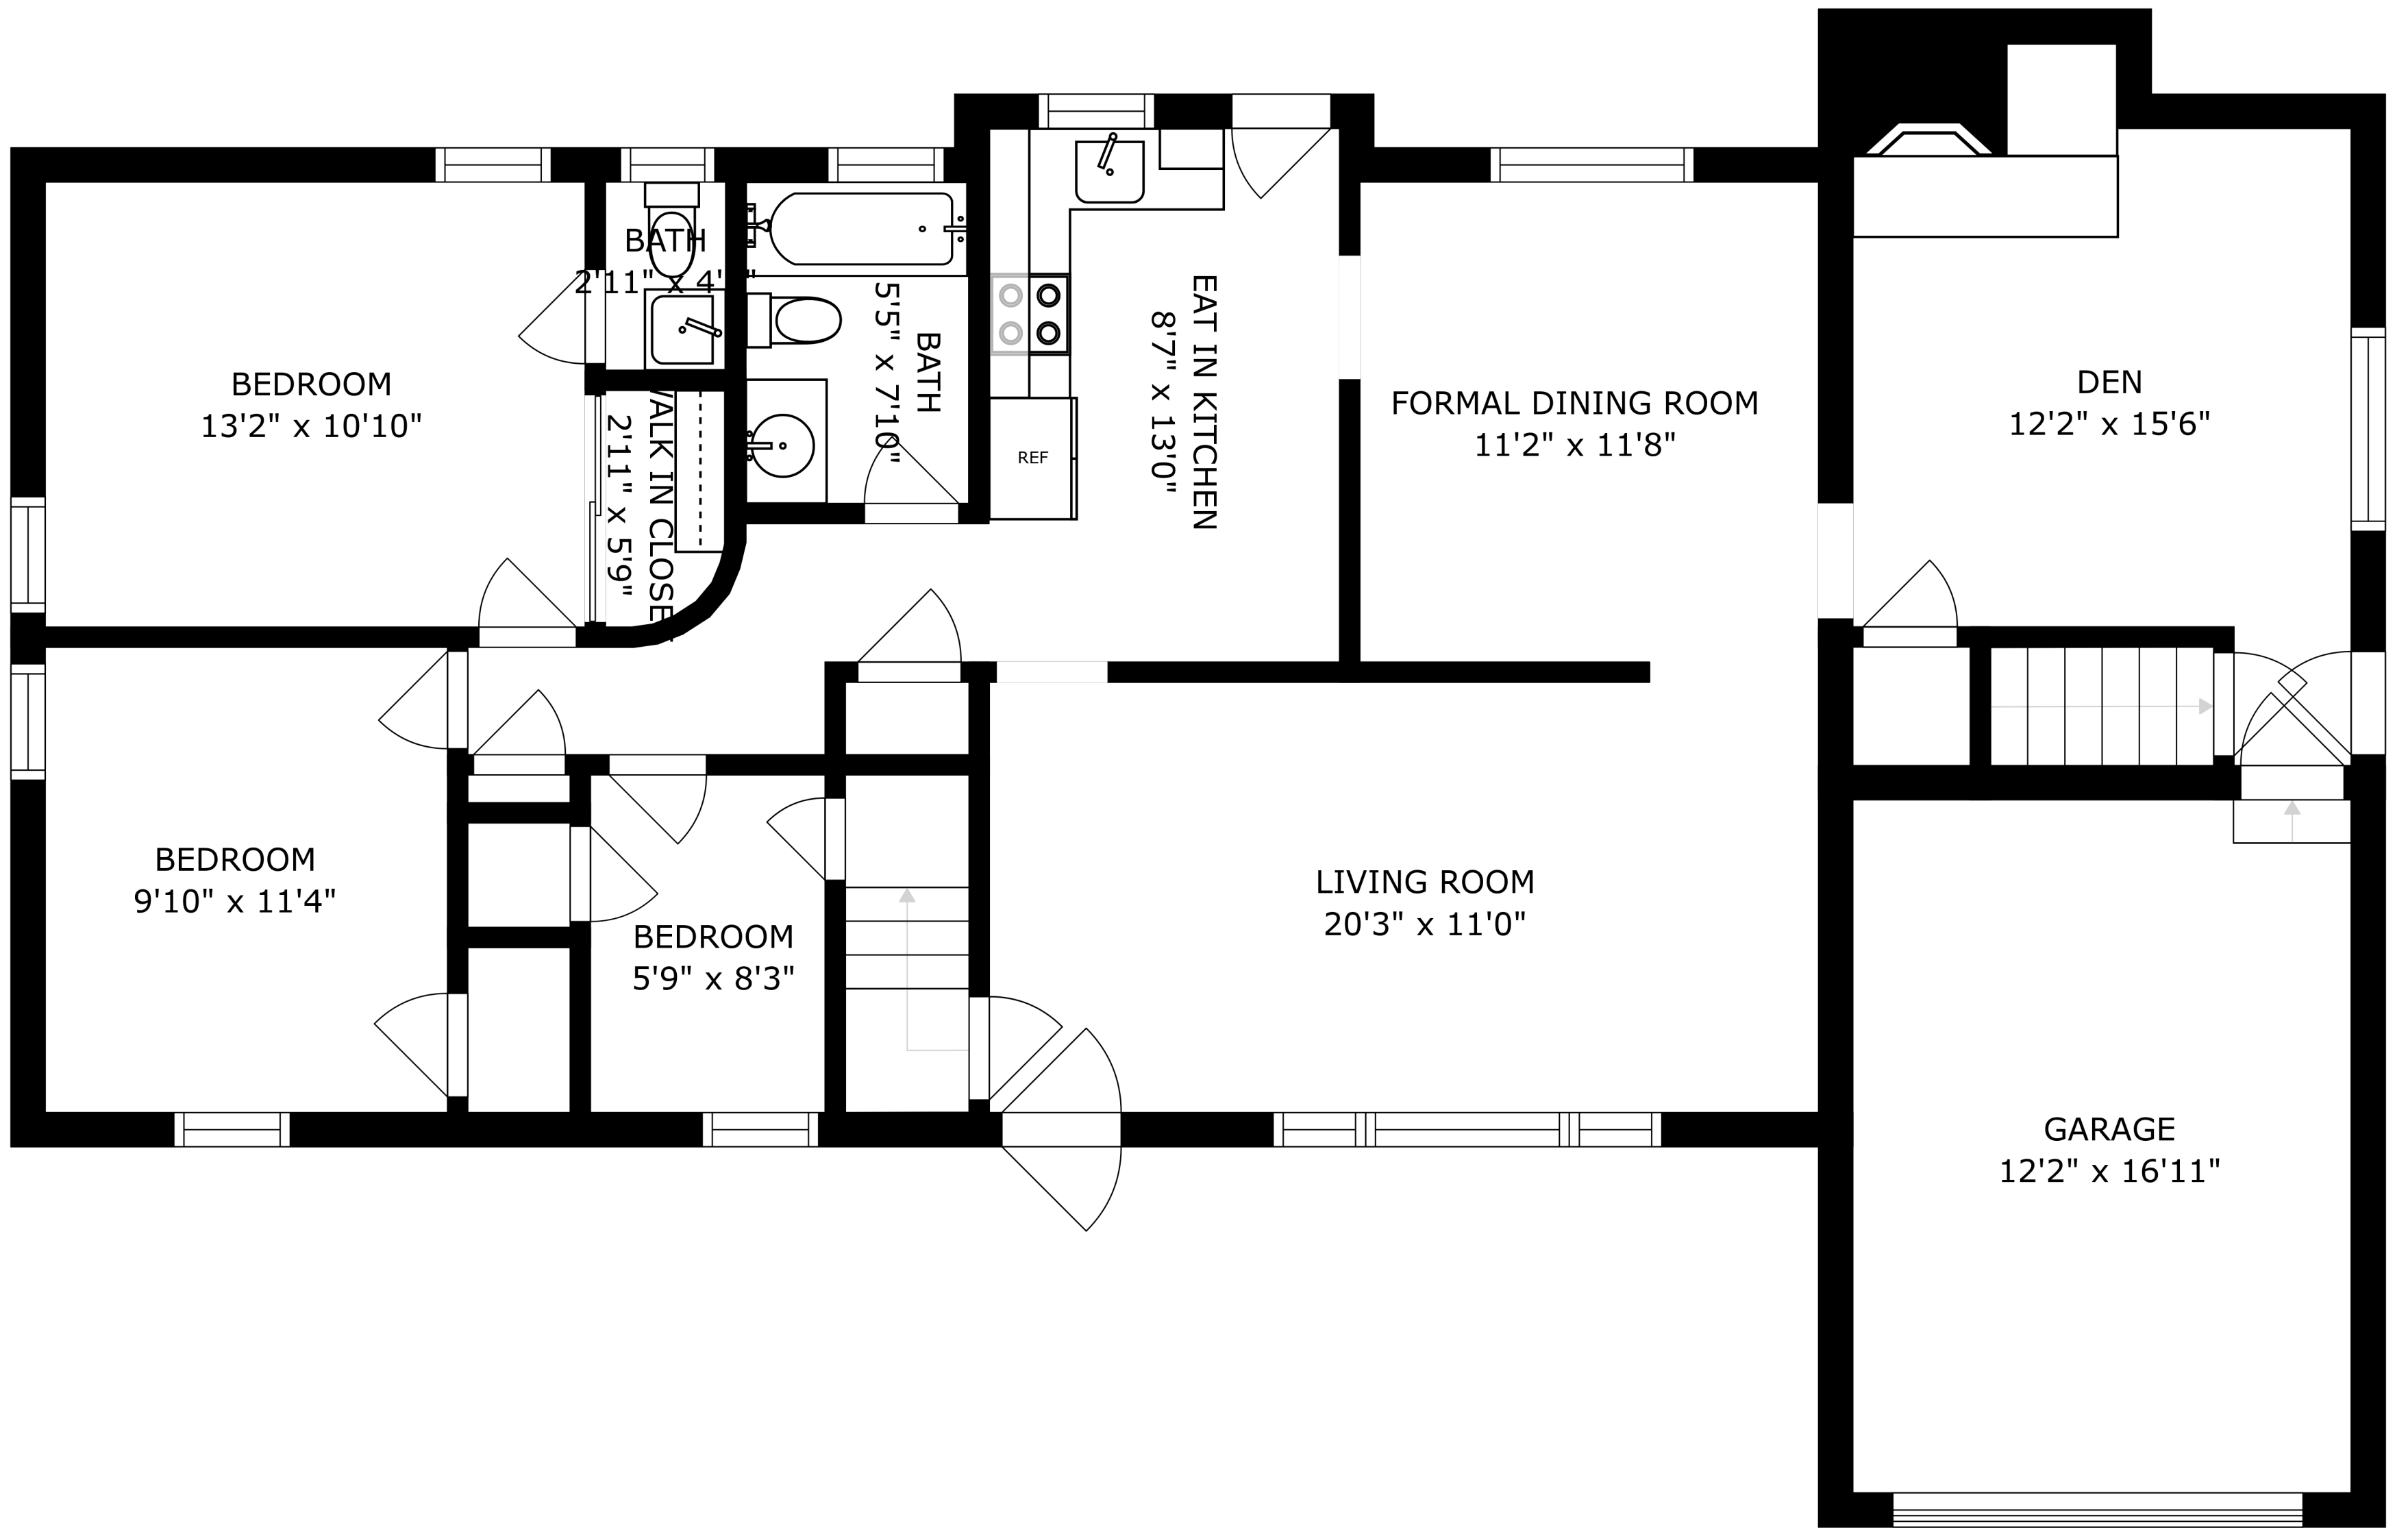 BATH
2'11" x 4'
BEDROOM
13'2" x 10'10"
WALK IN CLOSET
2'11" x 5'9"
BATH
5'5" x 7'10"
REF
EAT IN KITCHEN
8'7" x 13'0"
FORMAL DINING ROOM
11'2" x 11'8"
DEN
12'2" x 15'6"
BEDROOM
9'10" x 11'4"
BEDROOM
5'9" x 8'3"
LIVING ROOM
20'3" x 11'0"
GARAGE
12'2" x 16'11"